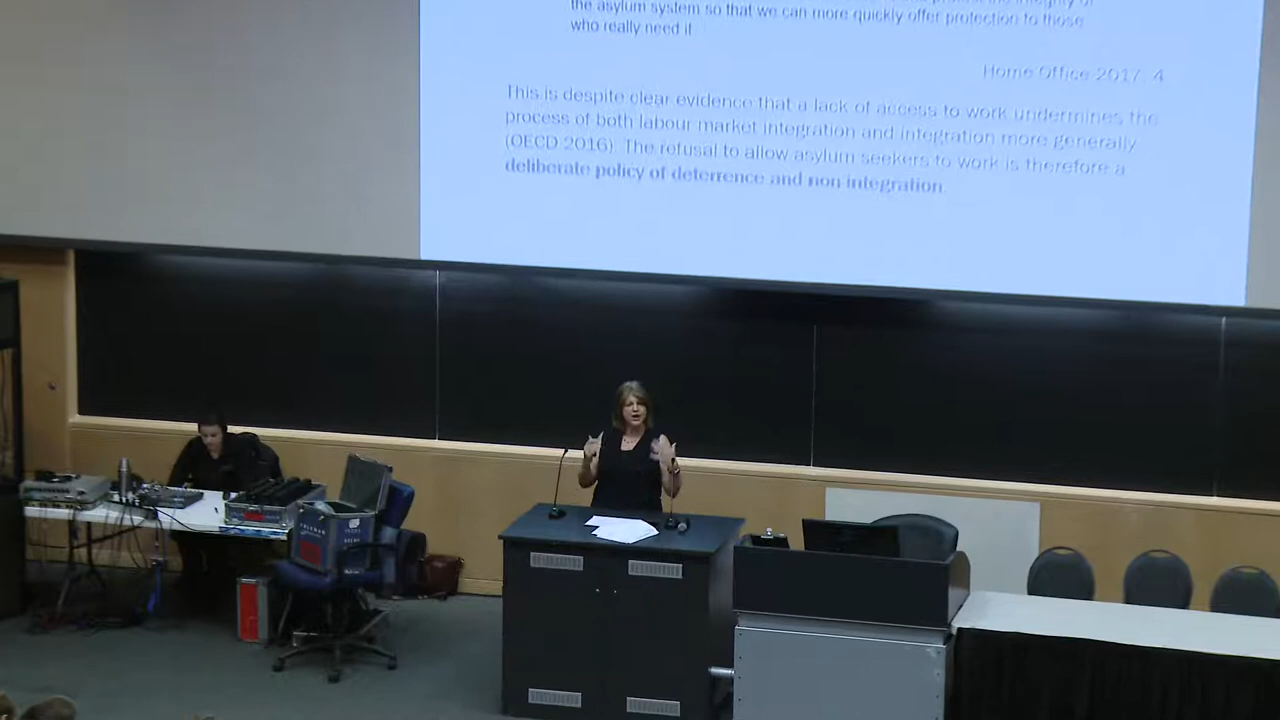 the asylum system so that we can more quickly offer protection to those
who really need it
Home Office 2017, 4
This is despite clear evidence that a lack of access to work undermines the
process of both labour market integration and integration more generally
(OECD 2016). The refusal to allow asylum seekers to work is therefore a
deliberate policy of deterrence and non integration.